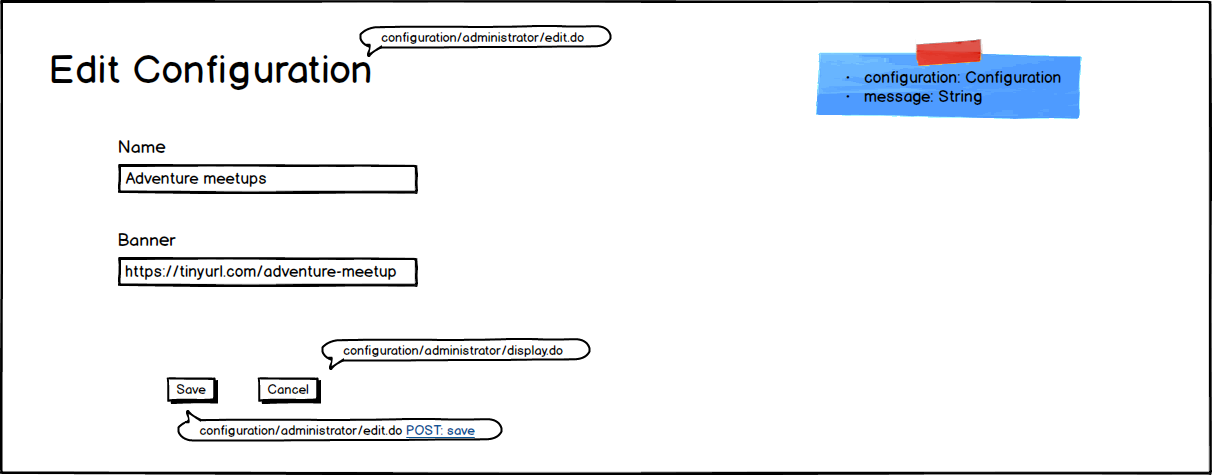 configuration/administrator/edit.do
Edit Configuration
• configuration: Configuration
• message: String
Name
Adventure meetups
Banner
https://tinyurl.com/adventure-meetup
configuration/administrator/display.do
Save Cancel
configuration/administrator/edit.do POST: save